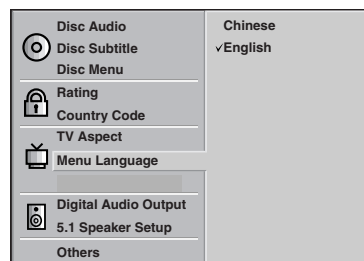 Disc Audio
Disc Subtitle
Disc Menu
Rating
Country Code
TV Aspect
Menu Language
Digital Audio Output
5.1 Speaker Setup
Others
Chinese
✓English